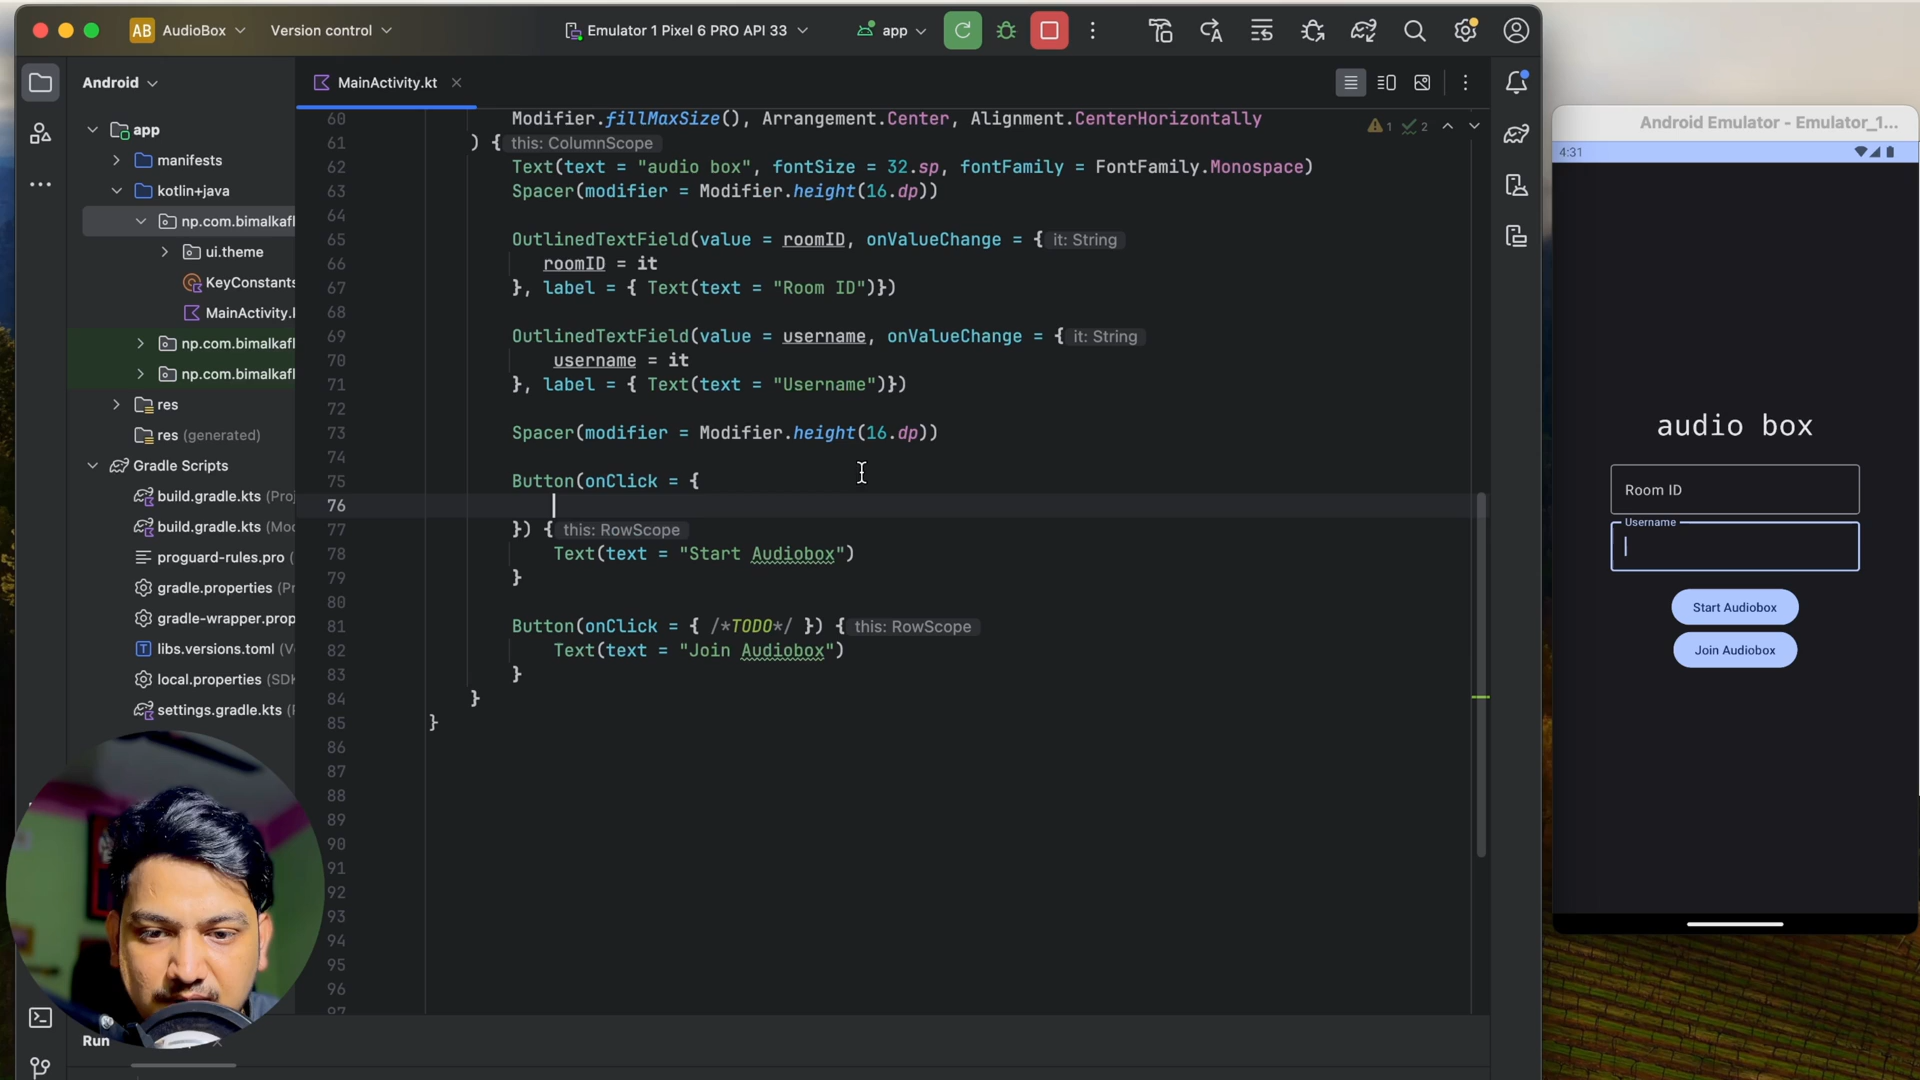 AB AudioBox Version control Emulator 1 Pixel 6 PRO API 33 app
Android MainActivity.kt
app
manifests
kotlin+java
np.com.bimalkafl
ui.theme
KeyConstants
MainActivity.
np.com.bimalkafl
np.com.bimalkafl
res
res (generated)
Gradle Scripts
build.gradle.kts (Proj
build.gradle.kts (Mod
proguard-rules.pro (
gradle.properties (Pr
gradle-wrapper.prop
libs.versions.toml (V
local.properties (SDK
settings.gradle.kts (
60 Modifier.fillMaxSize(), Arrangement.Center, Alignment.CenterHorizontally
61 ) { this: ColumnScope
62 Text(text = "audio box", fontSize = 32.sp, fontFamily = FontFamily.Monospace)
63 Spacer(modifier = Modifier.height(16.dp))
64
65 OutlinedTextField(value = roomID, onValueChange = { it: String
66 roomID = it
67 }, label = { Text(text = "Room ID")})
68
69 OutlinedTextField(value = username, onValueChange = { it: String
70 username = it
71 }, label = { Text(text = "Username")})
72
73 Spacer(modifier = Modifier.height(16.dp))
74
75 Button(onClick = {
76
77 }) { this: RowScope
78 Text(text = "Start Audiobox")
79 }
80
81 Button(onClick = { /*TODO*/ }) { this: RowScope
82 Text(text = "Join Audiobox")
83 }
84 }
85 }
86
87
88
89
90
91
92
93
94
95
96
97
1 2
Run
Android Emulator - Emulator_1...
4:31
audio box
Room ID
Username
Start Audiobox
Join Audiobox